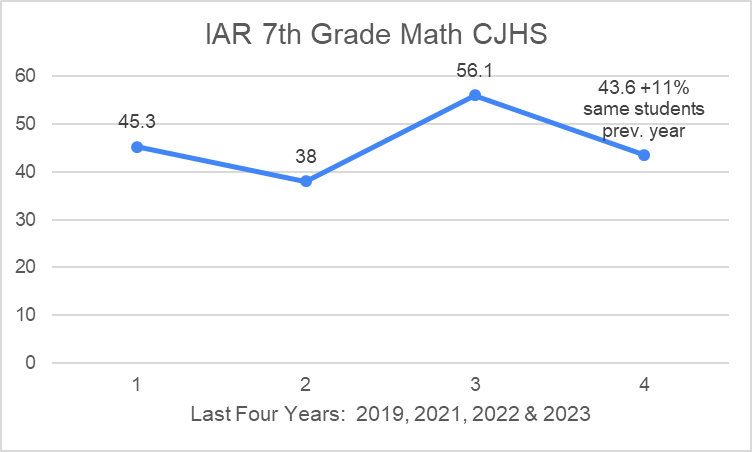 IAR 7th Grade Math CJHS
60
50
40
30
20
10
0
45.3
38
56.1
43.6 +11%
same students
prev. year
1 2 3 4
Last Four Years:  2019, 2021, 2022 & 2023